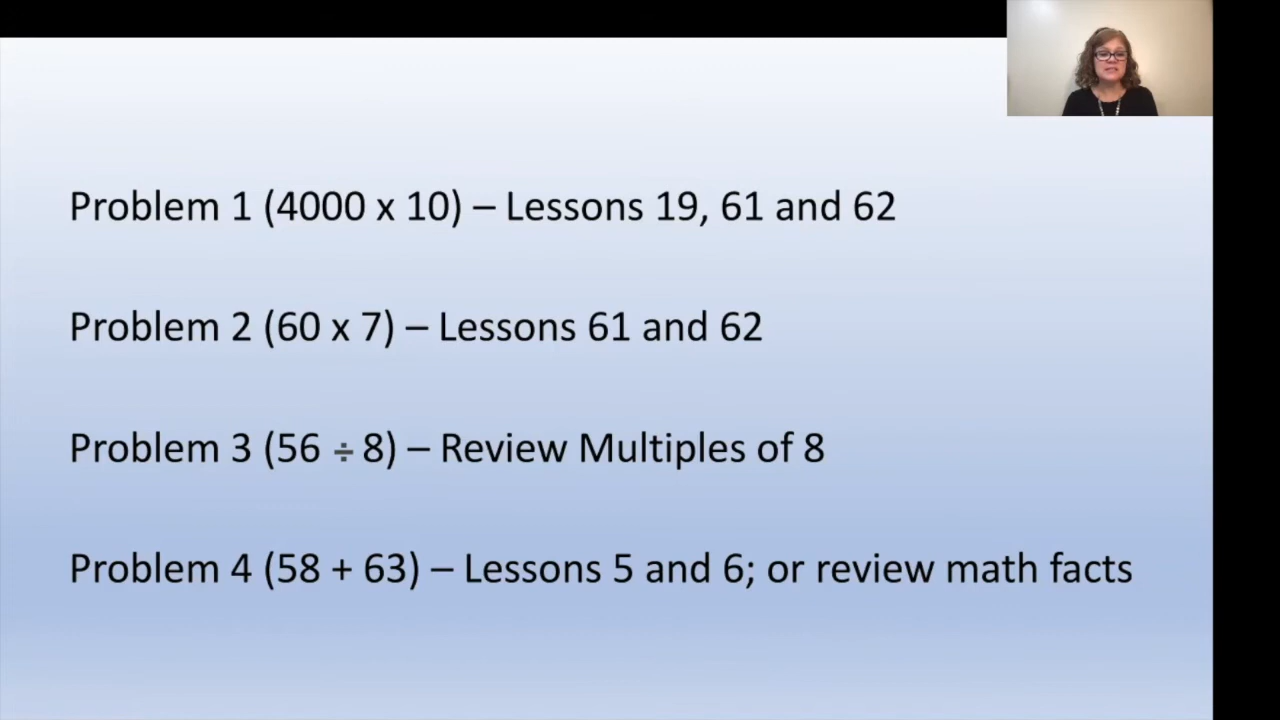 Problem 1 (4000 x 10) – Lessons 19, 61 and 62
Problem 2 (60 x 7) – Lessons 61 and 62
Problem 3 (56 ÷ 8) – Review Multiples of 8
Problem 4 (58 + 63) – Lessons 5 and 6; or review math facts